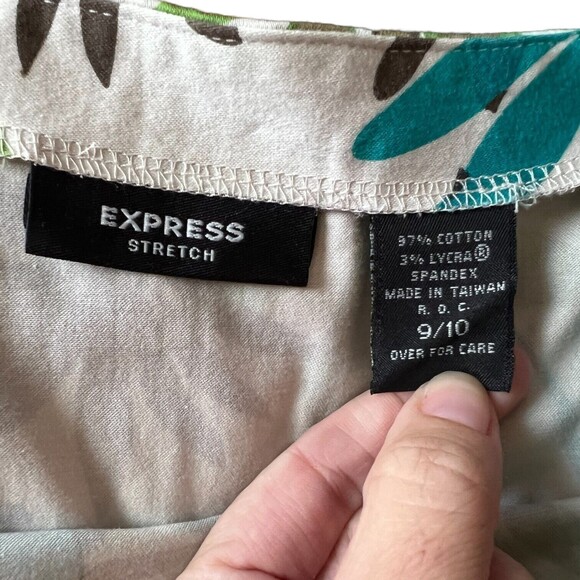 EXPRESS
STRETCH
97% COTTON
3% LYCRA®
SPANDEX
MADE IN TAIWAN
R. O. C.
9/10
OVER FOR CARE